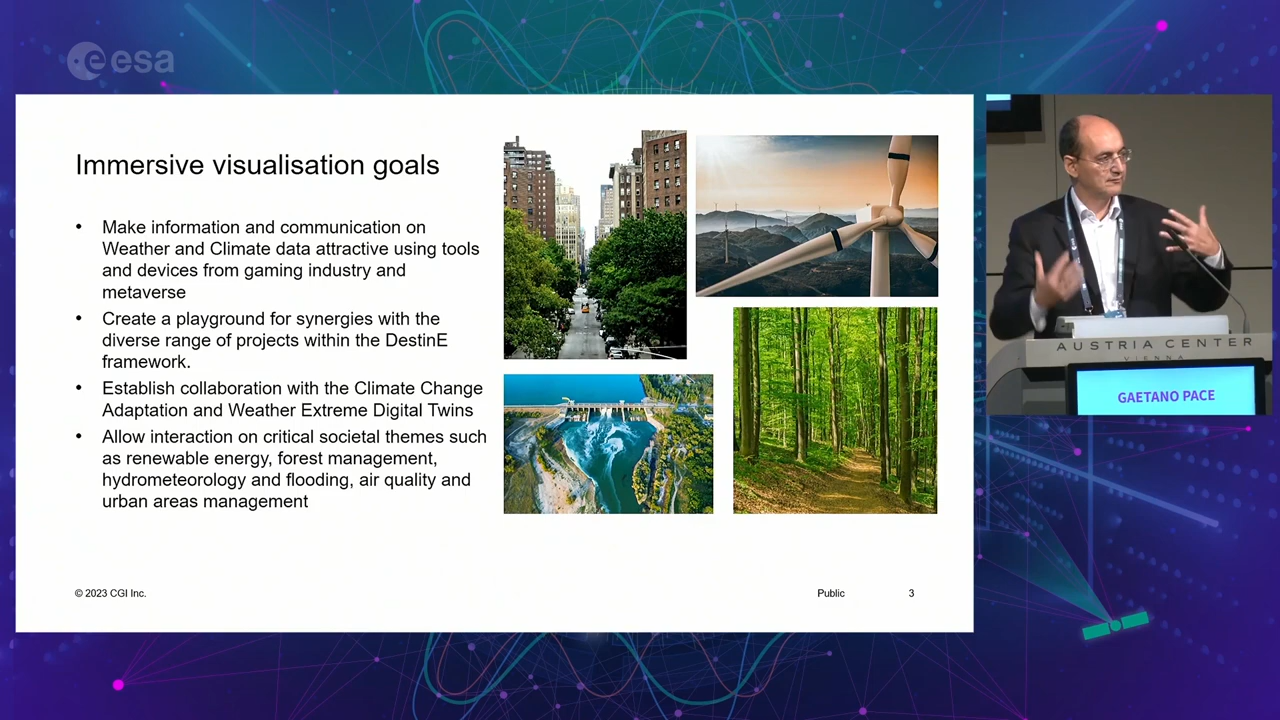 esa
Immersive visualisation goals
• Make information and communication on
Weather and Climate data attractive using tools
and devices from gaming industry and
metaverse
• Create a playground for synergies with the
diverse range of projects within the DestinE
framework.
• Establish collaboration with the Climate Change
Adaptation and Weather Extreme Digital Twins
• Allow interaction on critical societal themes such
as renewable energy, forest management,
hydrometeorology and flooding, air quality and
urban areas management
© 2023 CGI Inc.
Public
3
AUSTRIA CENTER
VIENNA
GAETANO PACE